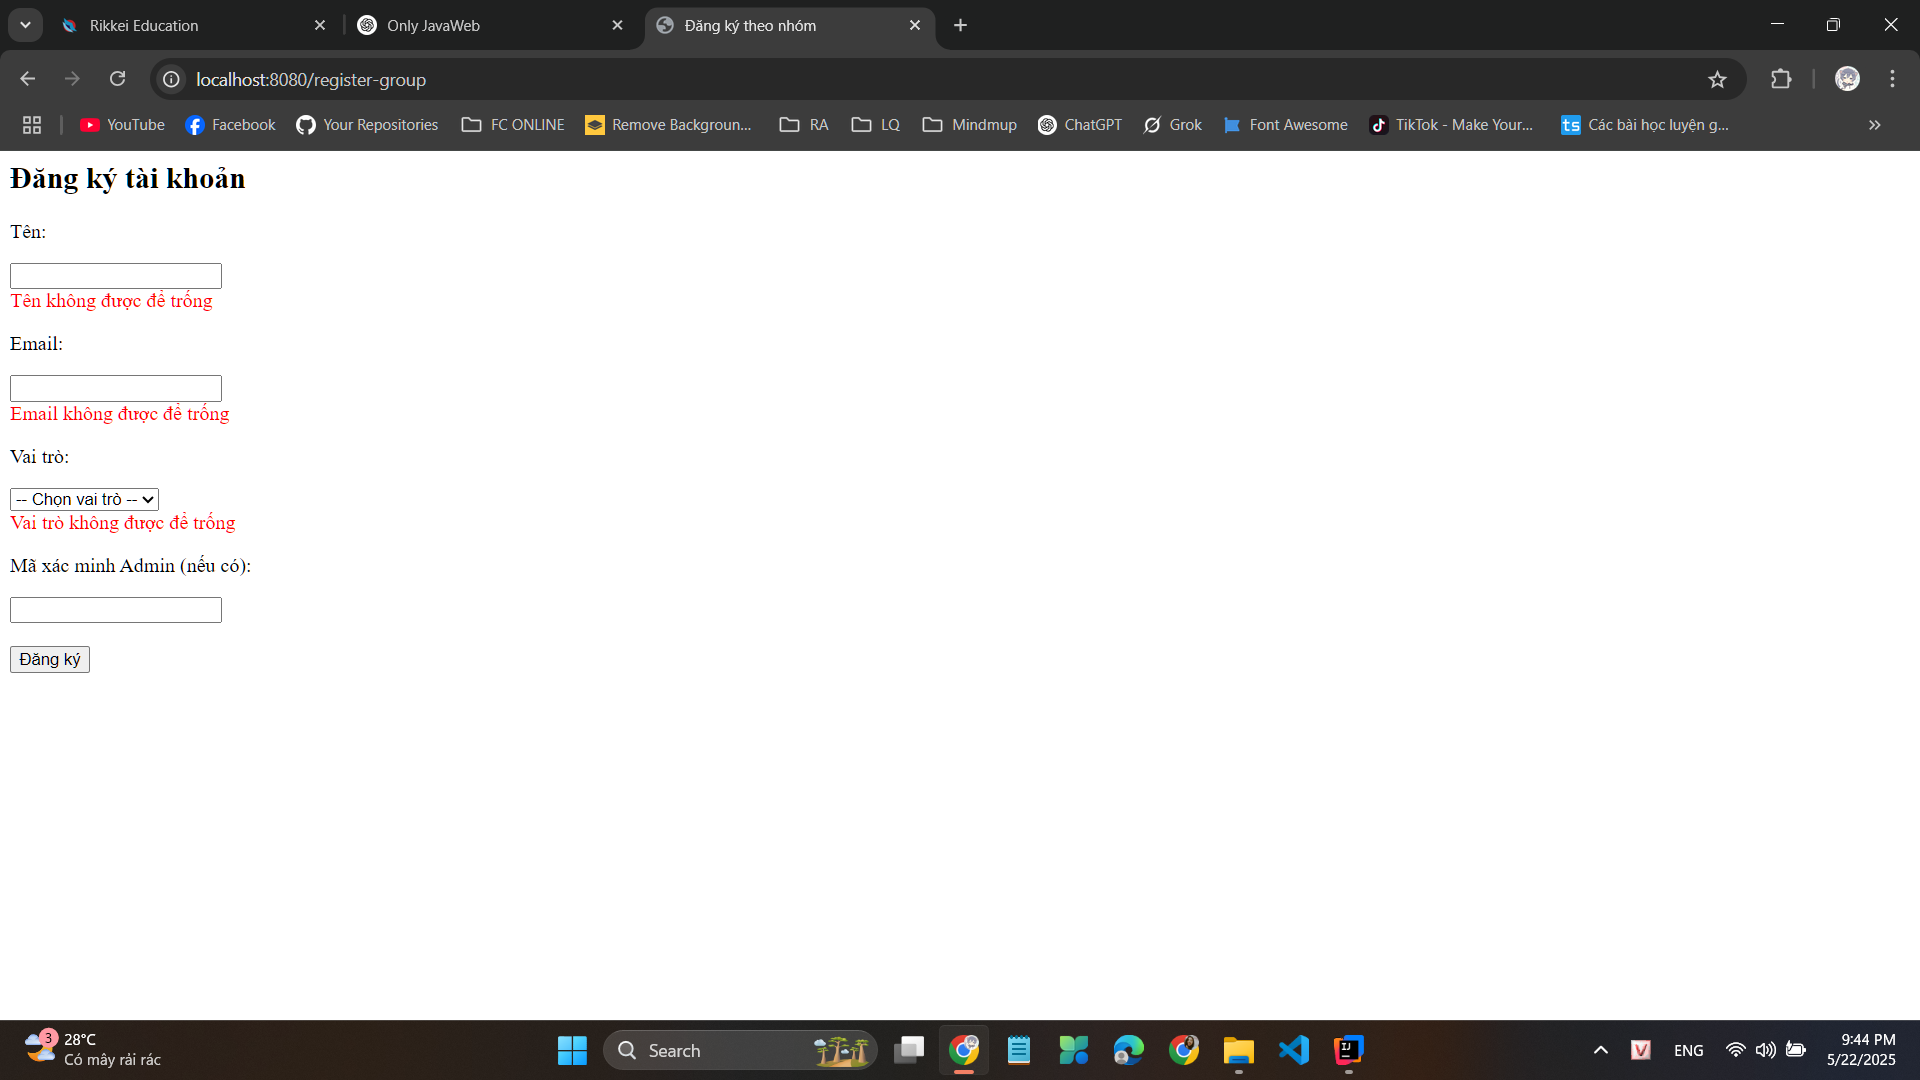 Rikkei Education
Only JavaWeb
Đăng ký theo nhóm
localhost:8080/register-group
YouTube
Facebook
Your Repositories
FC ONLINE
Remove Backgroun...
RA
LQ
Mindmup
ChatGPT
Grok
Font Awesome
TikTok - Make Your...
ts
Các bài học luyện g...
Đăng ký tài khoản
Tên:
Tên không được để trống
Email:
Email không được để trống
Vai trò:
-- Chọn vai trò --
Vai trò không được để trống
Mã xác minh Admin (nếu có):
Đăng ký
3
28°C
Có mây rải rác
Search
IJ
V
ENG
9:44 PM
5/22/2025